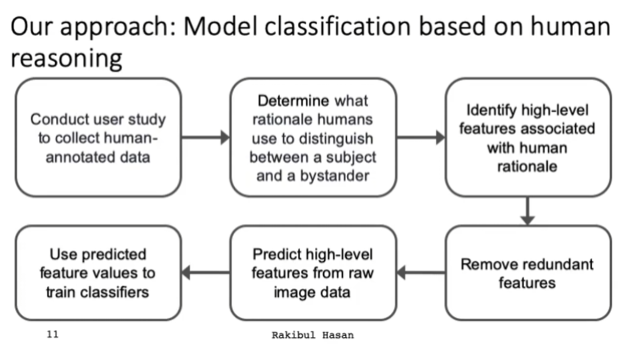 Our approach: Model classification based on human
reasoning
Conduct user study
to collect human-
annotated data
Determine what
rationale humans
use to distinguish
between a subject
and a bystander
Identify high-level
features associated
with human
rationale
Remove redundant
features
Predict high-level
features from raw
image data
Use predicted
feature values to
train classifiers
11
Rakibul Hasan